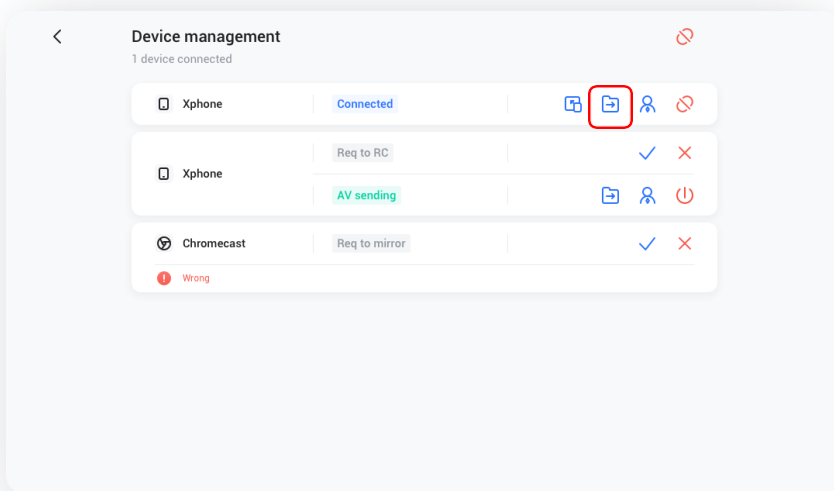 Device management
1 device connected
Xphone
Connected
Xphone
Req to RC
AV sending
Chromecast
Req to mirror
Wrong